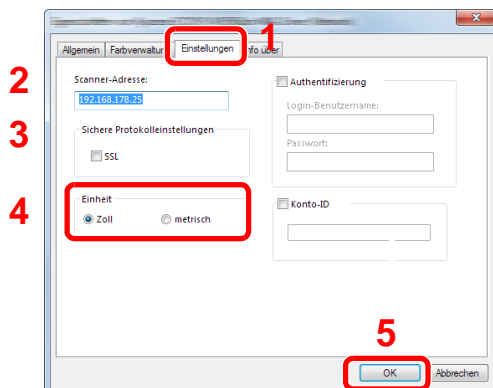 1
Allgemein Farbverwaltu Einstellungen nfo über
2
Scanner-Adresse:
192.168.178.25
3
Sichere Protokolleinstellungen
SSL
4
Einheit
Zoll metrisch
Authentifizierung
Login-Benutzername:
Passwort:
Konto-ID
5
OK Abbrechen